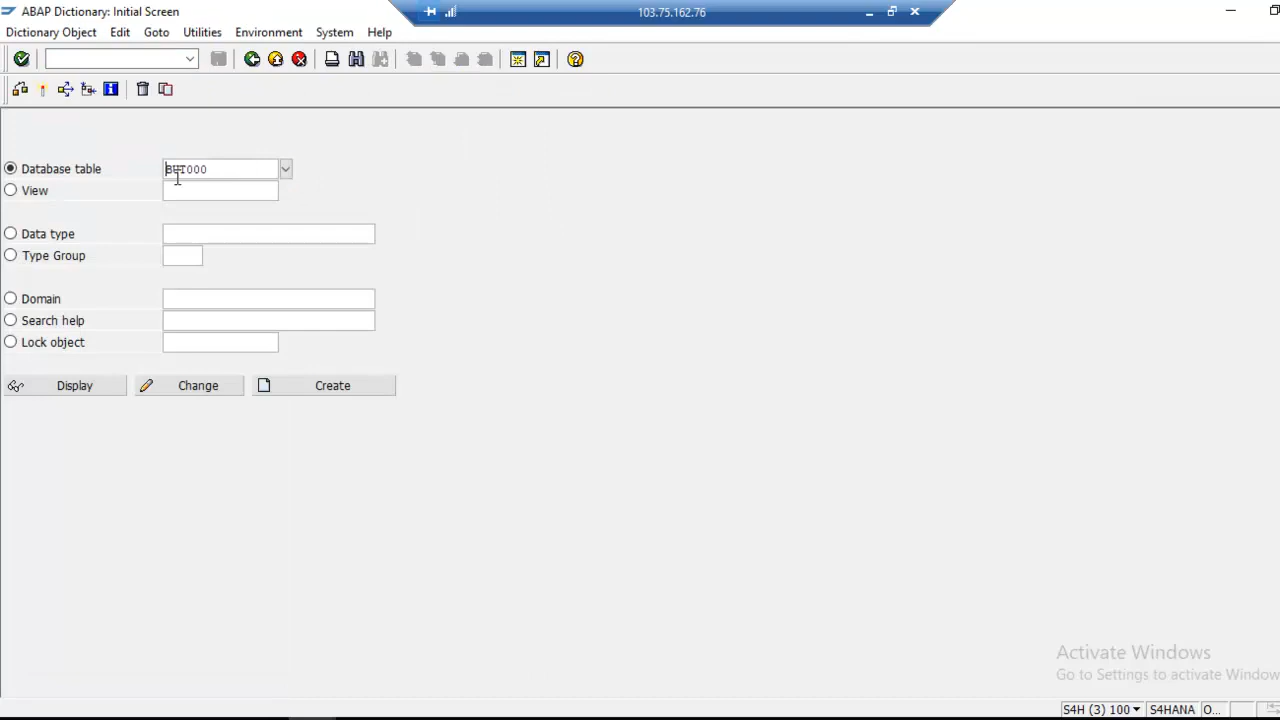 ABAP Dictionary: Initial Screen
103.75.162.76
Dictionary Object Edit Goto Utilities Environment System Help
Database table BUT000
View
Data type
Type Group
Domain
Search help
Lock object
Display Change Create
Activate Windows
Go to Settings to activate Window
S4H (3) 100 S4HANA O...